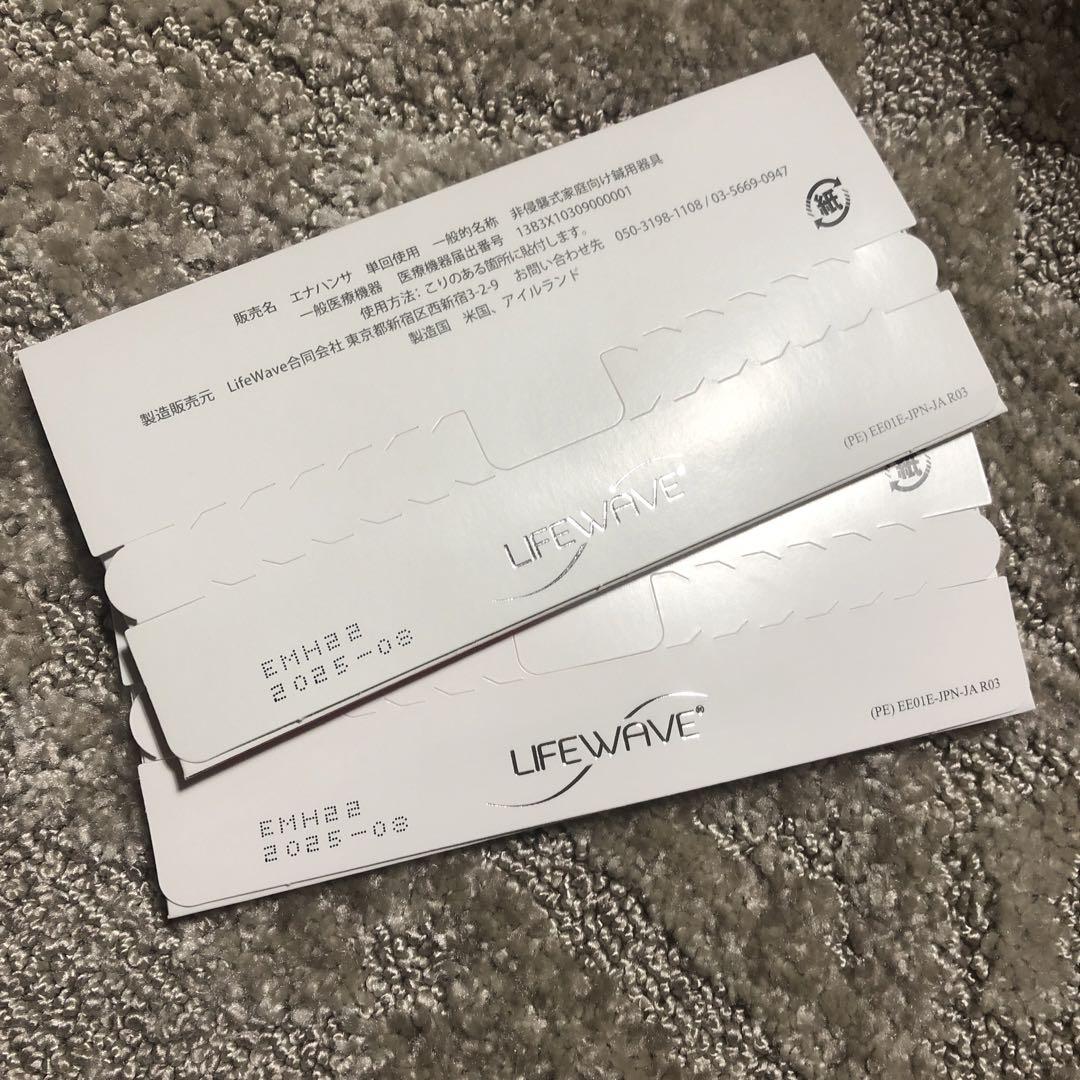 販売名 エナハンサ 単回使用 一般的名称 非侵襲式家庭向け鍼用器具
一般医療機器 医療機器届出番号 13B3X10309000001
使用方法：こりのある箇所に貼付します。
製造販売元 LifeWave合同会社 東京都新宿区西新宿3-2-9 お問い合わせ先 050-3198-1108 / 03-5669-0947
製造国 米国、アイルランド
紙
(PE) EE01E-JPN-JA R03
LIFEWAVE®
EMH22
2025-08
紙
(PE) EE01E-JPN-JA R03
LIFEWAVE®
EMH22
2025-08